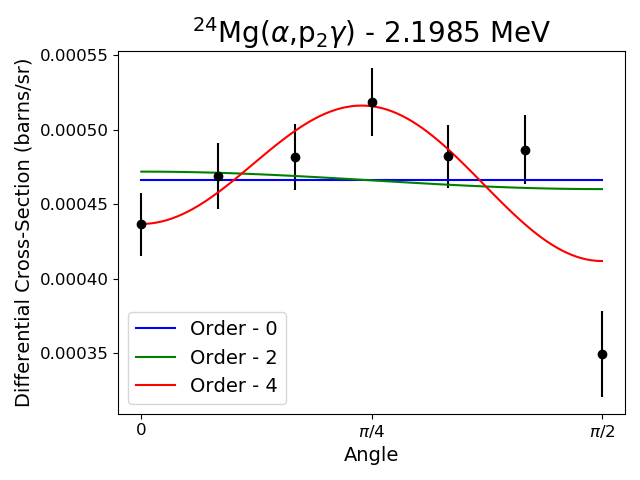 ²⁴Mg(α,p₂γ) - 2.1985 MeV
Differential Cross-Section (barns/sr)
0.00055
0.00050
0.00045
0.00040
0.00035
Order - 0
Order - 2
Order - 4
0 π/4 π/2
Angle